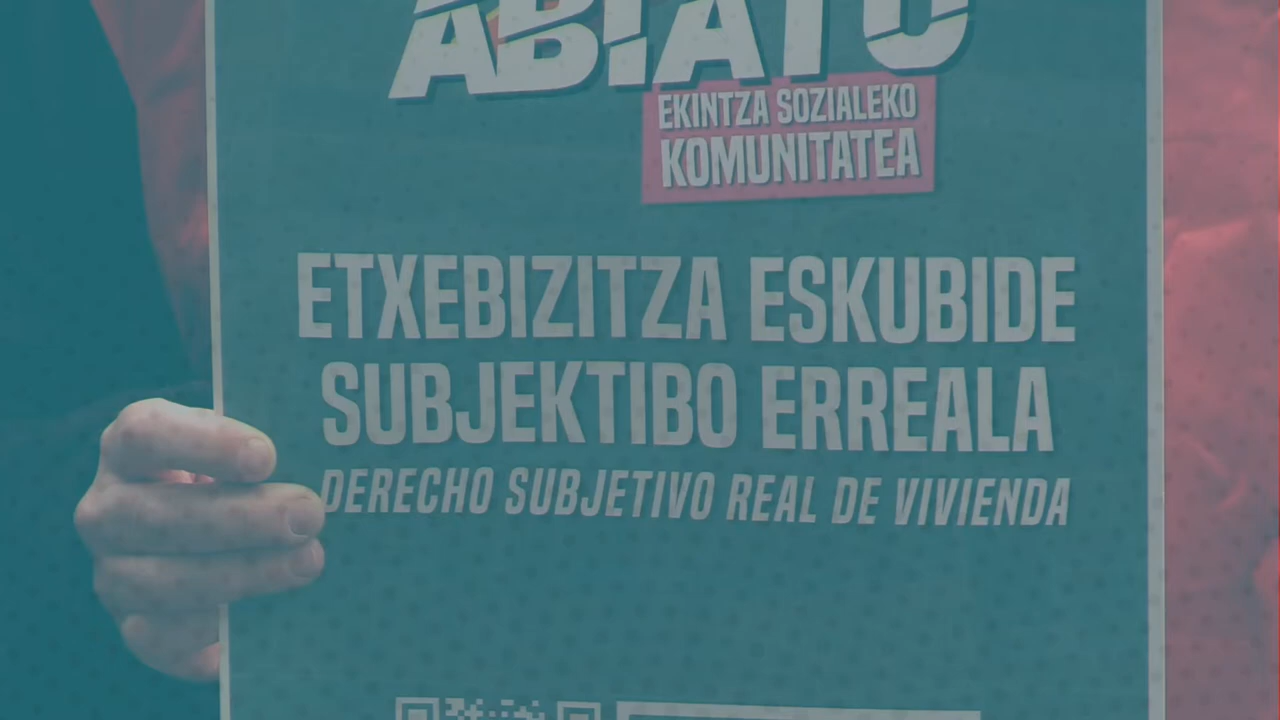 ABIATU
EKINTZA SOZIALEKO
KOMUNITATEA
ETXEBIZITZA ESKUBIDE
SUBJEKTIBO ERREALA
DERECHO SUBJETIVO REAL DE VIVIENDA